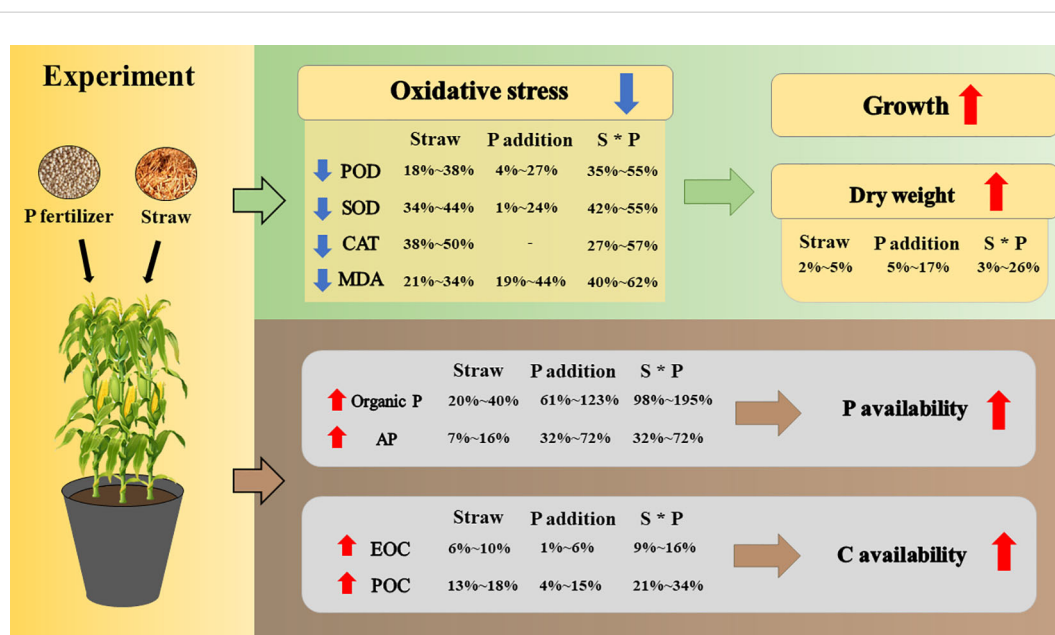 Experiment
P fertilizer Straw
Oxidative stress
Straw P addition S * P
POD 18%~38% 4%~27% 35%~55%
SOD 34%~44% 1%~24% 42%~55%
CAT 38%~50% - 27%~57%
MDA 21%~34% 19%~44% 40%~62%
Growth
Dry weight
Straw P addition S * P
2%~5% 5%~17% 3%~26%
Straw P addition S * P
Organic P 20%~40% 61%~123% 98%~195%
AP 7%~16% 32%~72% 32%~72%
P availability
Straw P addition S * P
EOC 6%~10% 1%~6% 9%~16%
POC 13%~18% 4%~15% 21%~34%
C availability